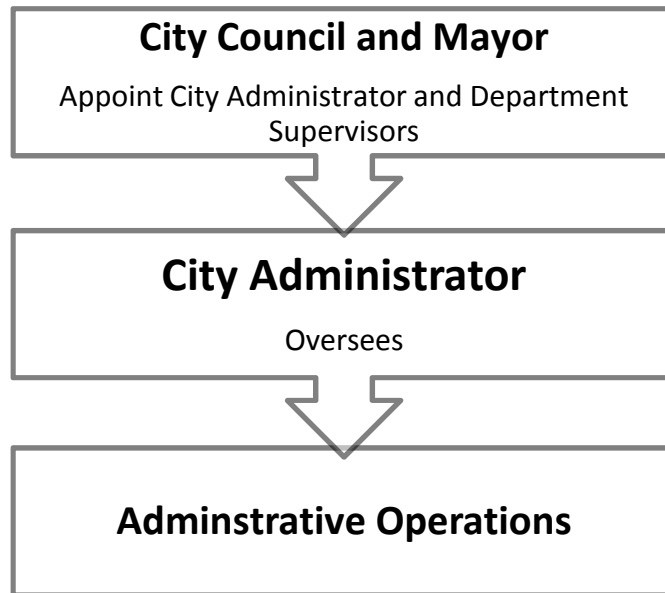 City Council and Mayor
Appoint City Administrator and Department
Supervisors
City Administrator
Oversees
Adminstrative Operations